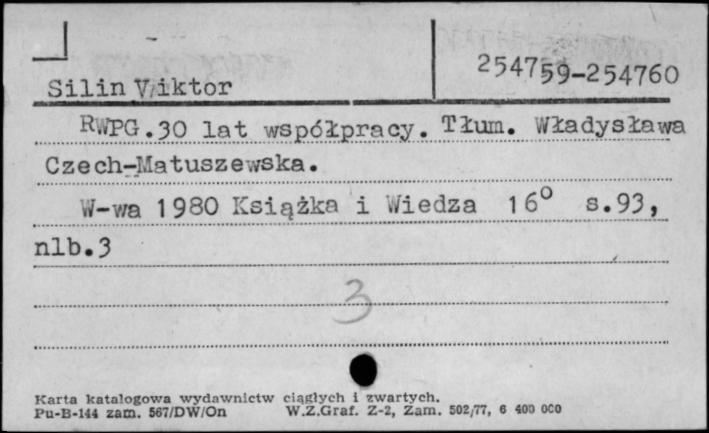 254759-254760
Silin Wiktor
RWPG.30 lat współpracy. Tłum. Władysława
Czech-Matuszewska.
W-wa 1980 Książka i Wiedza 16° s.93,
nlb.3
3
Karta katalogowa wydawnictw ciągłych i zwartych.
Pu-B-144 zam. 567/DW/On W.Z.Graf. Z-2, Zam. 502/77, 6 400 000